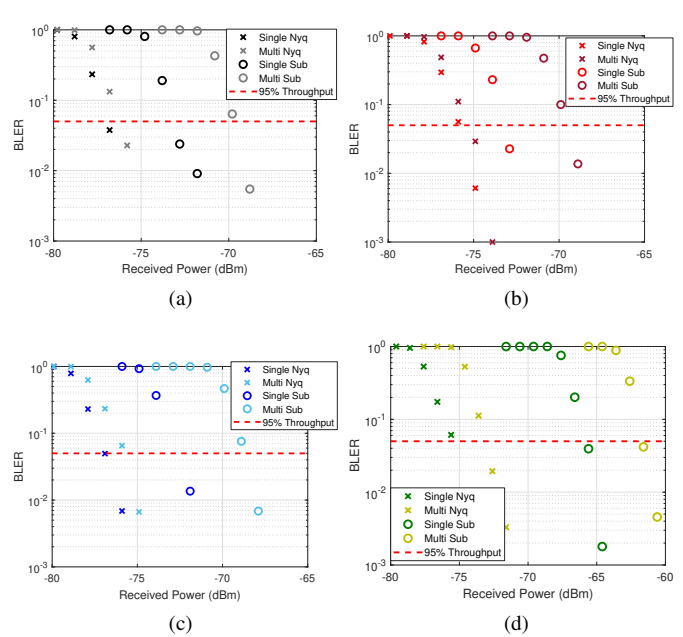 10^0
10^-1
10^-2
10^-3
BLER
-80 -75 -70 -65
Received Power (dBm)
Single Nyq
Multi Nyq
Single Sub
Multi Sub
95% Throughput
(a)
10^0
10^-1
10^-2
10^-3
BLER
-80 -75 -70 -65
Received Power (dBm)
Single Nyq
Multi Nyq
Single Sub
Multi Sub
95% Throughput
(b)
10^0
10^-1
10^-2
10^-3
BLER
-80 -75 -70 -65
Received Power (dBm)
Single Nyq
Multi Nyq
Single Sub
Multi Sub
95% Throughput
(c)
10^0
10^-1
10^-2
10^-3
BLER
-80 -75 -70 -65 -60
Received Power (dBm)
Single Nyq
Multi Nyq
Single Sub
Multi Sub
95% Throughput
(d)